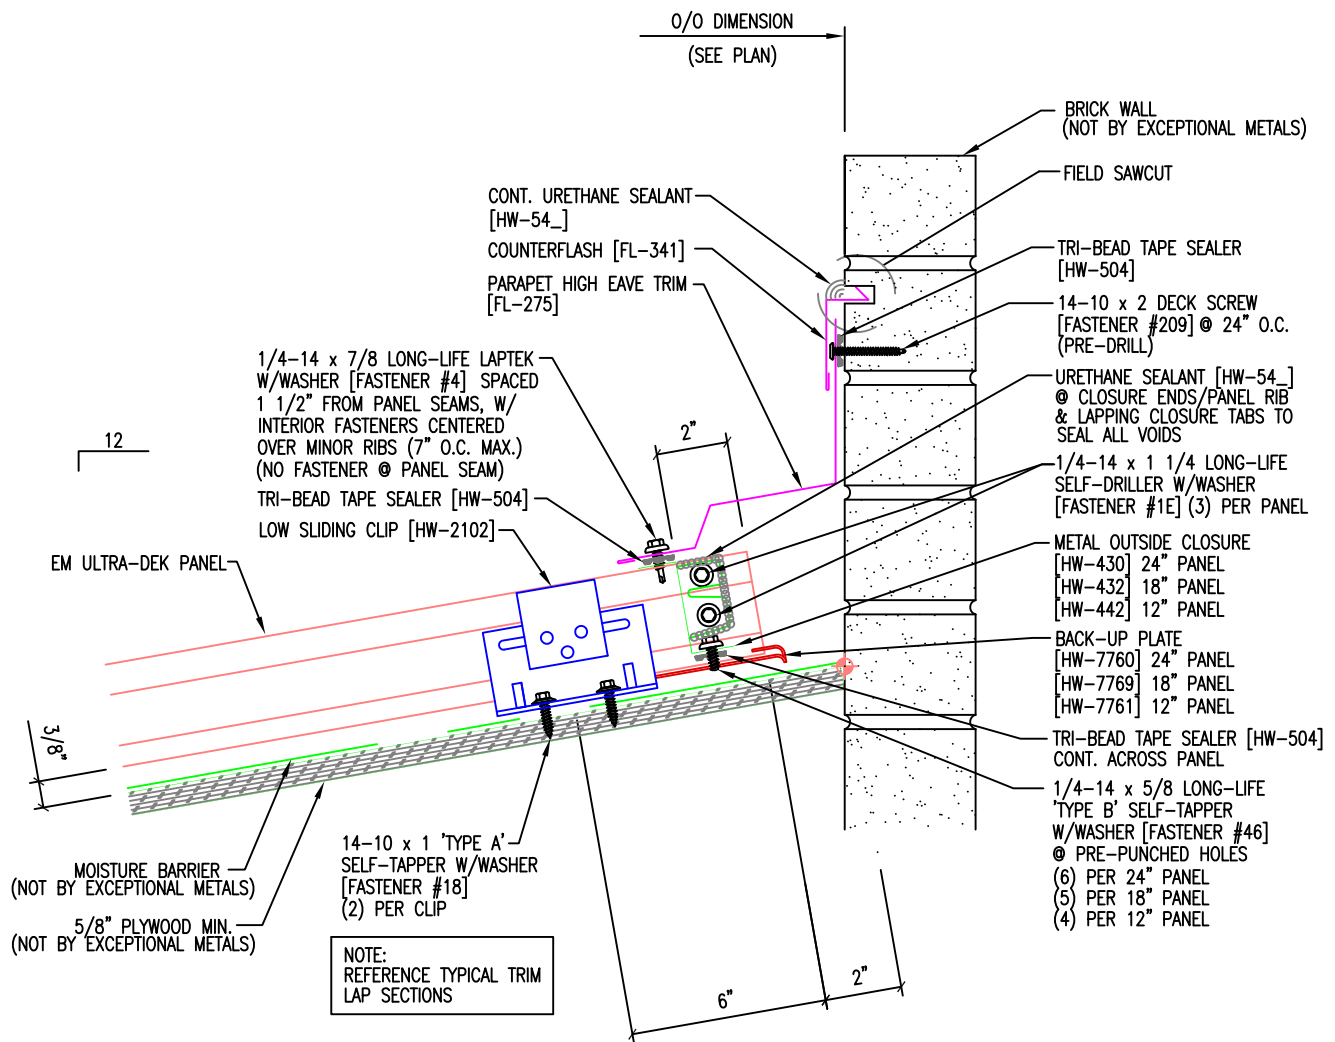 O/O DIMENSION
(SEE PLAN)
BRICK WALL
(NOT BY EXCEPTIONAL METALS)
FIELD SAWCUT
CONT. URETHANE SEALANT
[HW-54_]
COUNTERFLASH [FL-341]
PARAPET HIGH EAVE TRIM
[FL-275]
TRI-BEAD TAPE SEALER
[HW-504]
14-10 x 2 DECK SCREW
[FASTENER #209] @ 24" O.C.
(PRE-DRILL)
1/4-14 x 7/8 LONG-LIFE LAPTEK
W/WASHER [FASTENER #4] SPACED
1 1/2" FROM PANEL SEAMS, W/
INTERIOR FASTENERS CENTERED
OVER MINOR RIBS (7" O.C. MAX.)
(NO FASTENER @ PANEL SEAM)
TRI-BEAD TAPE SEALER [HW-504]
LOW SLIDING CLIP [HW-2102]
2"
URETHANE SEALANT [HW-54_]
@ CLOSURE ENDS/PANEL RIB
& LAPPING CLOSURE TABS TO
SEAL ALL VOIDS
12
1/4-14 x 1 1/4 LONG-LIFE
SELF-DRILLER W/WASHER
[FASTENER #1E] (3) PER PANEL
EM ULTRA-DEK PANEL
METAL OUTSIDE CLOSURE
[HW-430] 24" PANEL
[HW-432] 18" PANEL
[HW-442] 12" PANEL
BACK-UP PLATE
[HW-7760] 24" PANEL
[HW-7769] 18" PANEL
[HW-7761] 12" PANEL
3/8"
TRI-BEAD TAPE SEALER [HW-504]
CONT. ACROSS PANEL
1/4-14 x 5/8 LONG-LIFE
'TYPE B' SELF-TAPPER
W/WASHER [FASTENER #46]
@ PRE-PUNCHED HOLES
(6) PER 24" PANEL
(5) PER 18" PANEL
(4) PER 12" PANEL
14-10 x 1 'TYPE A'
SELF-TAPPER W/WASHER
[FASTENER #18]
(2) PER CLIP
MOISTURE BARRIER
(NOT BY EXCEPTIONAL METALS)
5/8" PLYWOOD MIN.
(NOT BY EXCEPTIONAL METALS)
NOTE:
REFERENCE TYPICAL TRIM
LAP SECTIONS
6"
2"